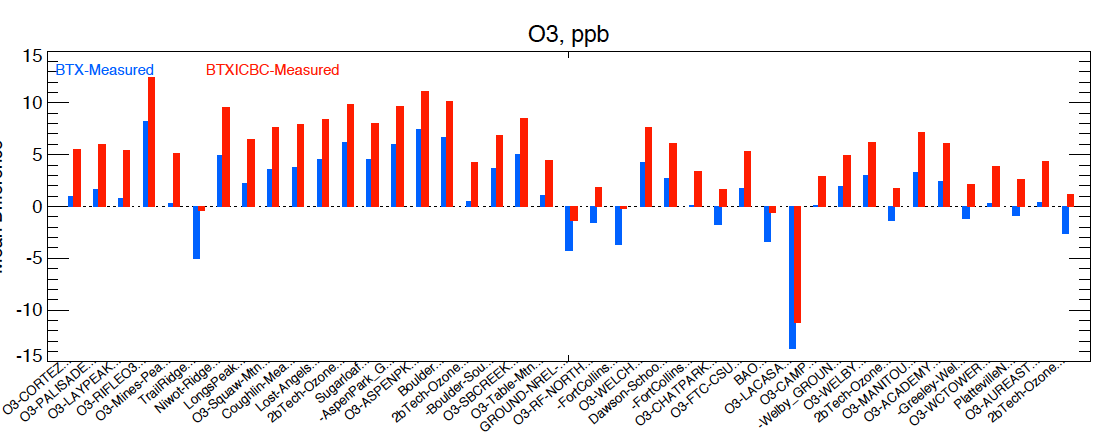 O3, ppb
BTX-Measured BTXICBC-Measured
15
10
5
0
-5
-10
-15
O3-CORTEZ...
O3-PALISADE...
O3-LAYPEAK...
O3-RIFLEO3...
O3-Mines-Pea...
TrailRidge...
Niwot-Ridge...
LongsPeak...
O3-Squaw-Mtn...
Coughlin-Mea...
Lost-Angels...
2bTech-Ozone...
Sugarloaf...
-AspenPark_G...
O3-ASPENPK...
Boulder...
2bTech-Ozone...
-Boulder-Sou...
O3-SBCREEK...
O3-Table-Mtn...
GROUND-NREL-...
O3-RF-NORTH...
-FortCollins...
O3-WELCH...
Dawson-Schoo...
-FortCollins...
O3-CHATPARK...
O3-FTC-CSU...
BAO...
O3-LACASA...
O3-CAMP...
-Welby_GROUN...
O3-WELBY...
2bTech-Ozone...
O3-MANITOU...
O3-ACADEMY...
-Greeley-Wel...
O3-WCTOWER...
PlattevilleN...
O3-AUREAST...
2bTech-Ozone...